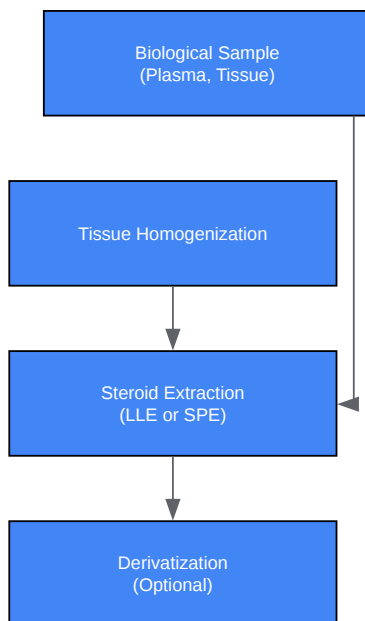 Biological Sample
(Plasma, Tissue)
Tissue Homogenization
Steroid Extraction
(LLE or SPE)
Derivatization
(Optional)